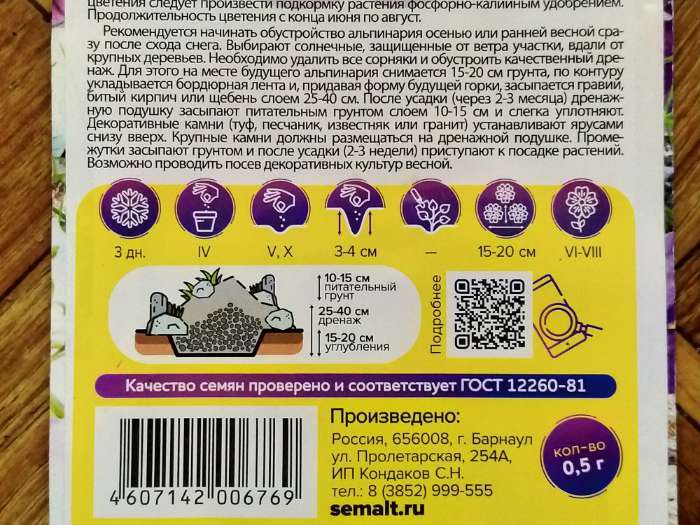 цветения следует произвести подкормку растения фосфорно-калийным удобрением.
Продолжительность цветения с конца июня по август.
Рекомендуется начинать обустройство альпинария осенью или ранней весной сра-
зу после схода снега. Выбирают солнечные, защищенные от ветра участки, вдали от
крупных деревьев. Необходимо удалить все сорняки и обустроить качественный дре-
наж. Для этого на месте будущего альпинария снимается 15-20 см грунта, по контуру
укладывается бордюрная лента и, придавая форму будущей горки, засыпается гравий,
битый кирпич или щебень слоем 25-40 см. После усадки (через 2-3 месяца) дренаж-
ную подушку засыпают питательным грунтом слоем 10-15 см и слегка уплотняют.
Декоративные камни (туф, песчаник, известняк или гранит) устанавливают ярусами
снизу вверх. Крупные камни должны размещаться на дренажной подушке. Проме-
жутки засыпают грунтом и после усадки (2-3 недели) приступают к посадке растений.
Возможно проводить посев декоративных культур весной.
3 дн. IV V, X 3-4 см — 15-20 см VI-VIII
10-15 см
питательный
грунт
25-40 см
дренаж
15-20 см
углубления
Подробнее
Качество семян проверено и соответствует ГОСТ 12260-81
4 607142 006769
Произведено:
Россия, 656008, г. Барнаул
ул. Пролетарская, 254А,
ИП Кондаков С.Н.
тел.: 8 (3852) 999-555
semalt.ru
КОЛ-ВО
0,5 г